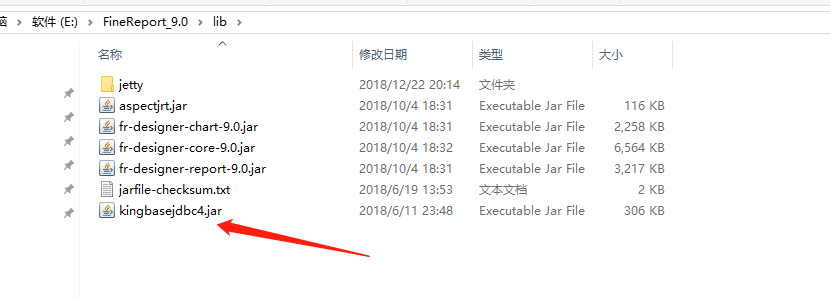 脑 > 软件 (E:) > FineReport_9.0 > lib >
名称 修改日期 类型 大小
jetty 2018/12/22 20:14 文件夹
aspectjrt.jar 2018/10/4 18:31 Executable Jar File 116 KB
fr-designer-chart-9.0.jar 2018/10/4 18:31 Executable Jar File 2,258 KB
fr-designer-core-9.0.jar 2018/10/4 18:32 Executable Jar File 6,564 KB
fr-designer-report-9.0.jar 2018/10/4 18:31 Executable Jar File 3,217 KB
jarfile-checksum.txt 2018/6/19 13:53 文本文档 2 KB
kingbasejdbc4.jar 2018/6/11 23:48 Executable Jar File 306 KB